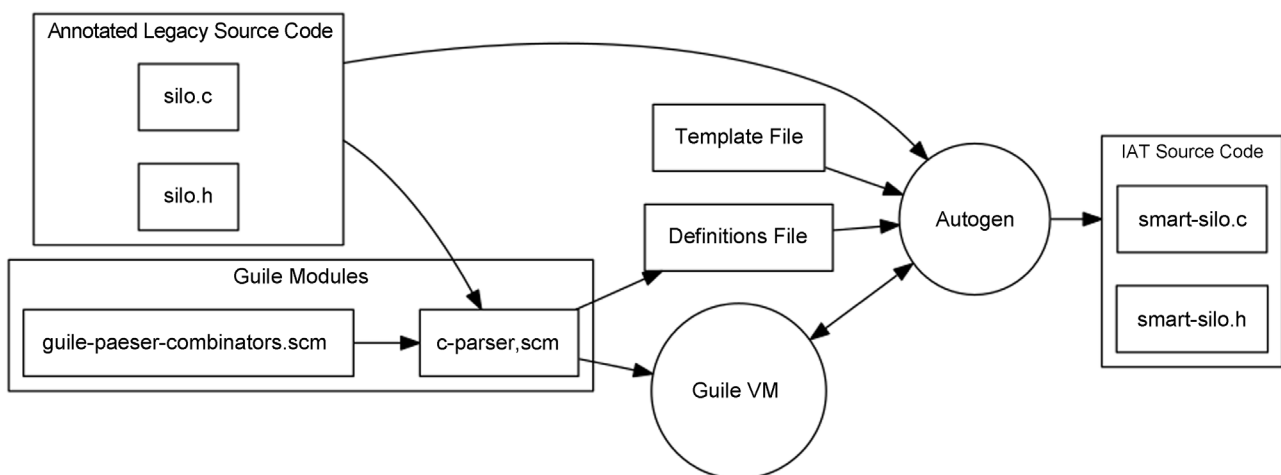 Annotated Legacy Source Code
silo.c
silo.h
Guile Modules
guile-paeser-combinators.scm
c-parser,scm
Template File
Definitions File
Guile VM
Autogen
IAT Source Code
smart-silo.c
smart-silo.h